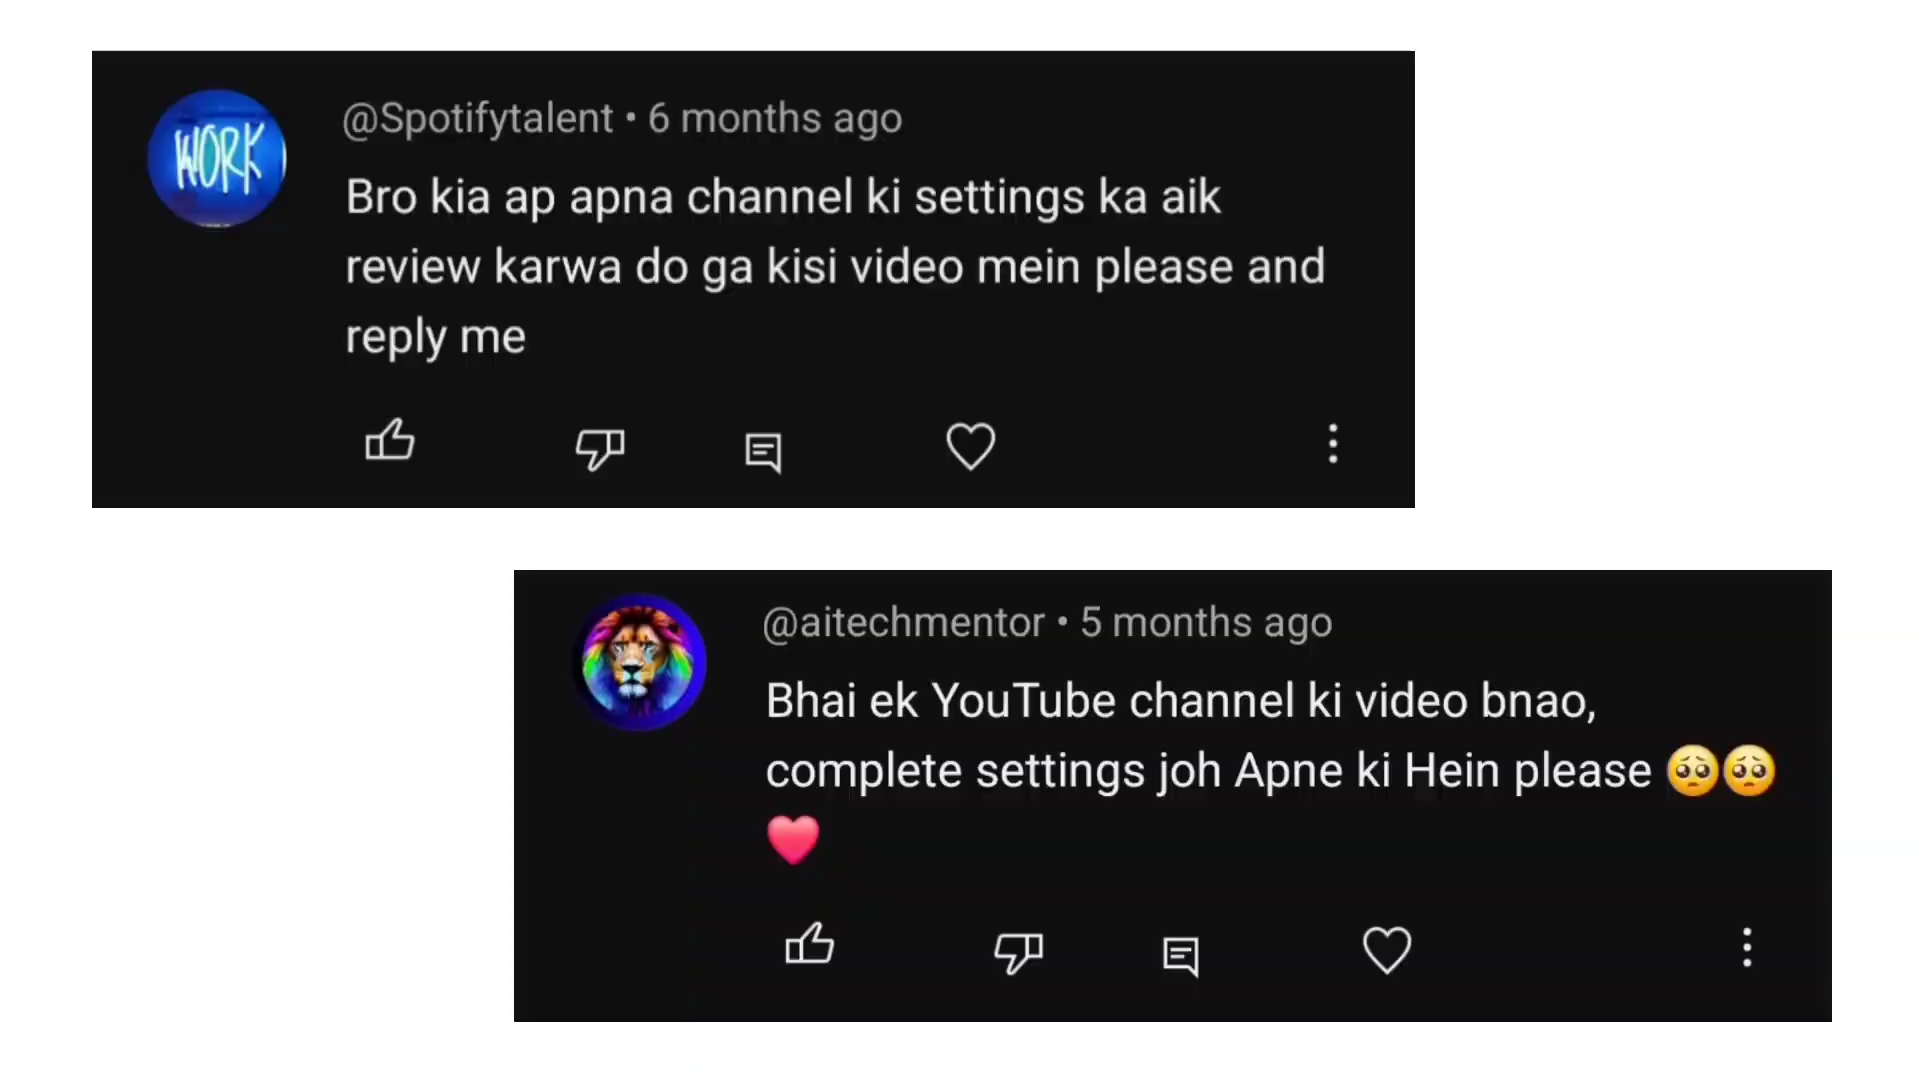 WORK
@Spotifytalent • 6 months ago
Bro kia ap apna channel ki settings ka aik
review karwa do ga kisi video mein please and
reply me
@aitechmentor • 5 months ago
Bhai ek YouTube channel ki video bnao,
complete settings joh Apne ki Hein please 🥺🥺
❤️